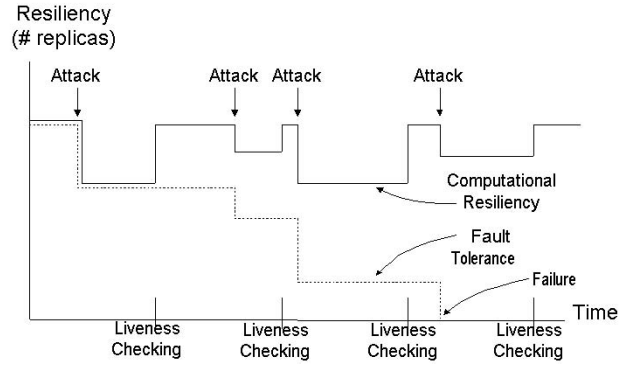 Resiliency
(# replicas)
Attack
Attack
Attack
Attack
Computational
Resiliency
Fault
Tolerance
Failure
Time
Liveness
Checking
Liveness
Checking
Liveness
Checking
Liveness
Checking